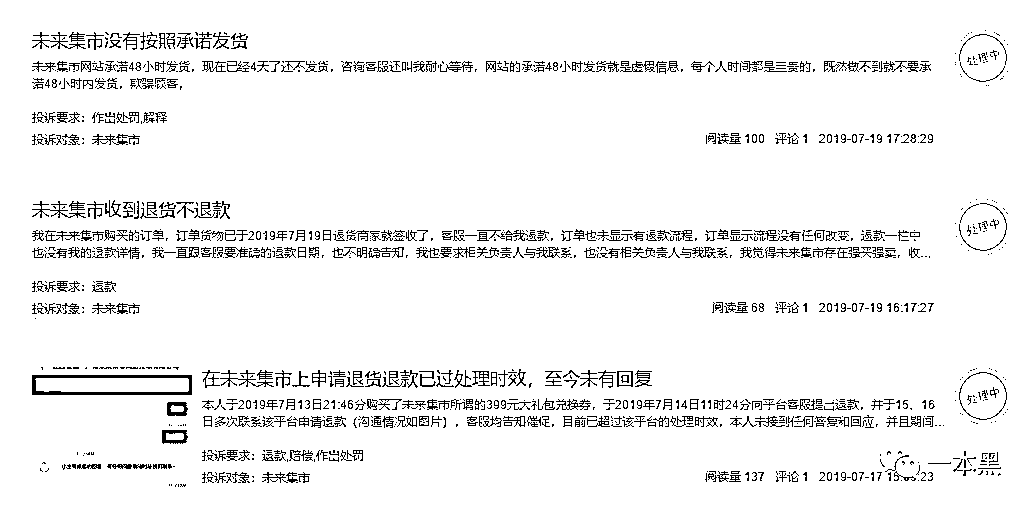 未来集市没有按照承诺发货
未来集市网站承若48小时发货，现在已经4天了还不发货，咨询客服还叫我耐心等待，网站的承若48小时发货就是虚假信息，每个人时间都是宝贵的，既然做不到就不要承
若48小时内发货，欺骗顾客，
处理中
投诉要求：作出处罚,解释
投诉对象：未来集市
阅读量 100 评论 1 2019-07-19 17:28:29
未来集市收到退货不退款
我在未来集市购买的订单，订单货物已于2019年7月19日退货商家就签收了，客服一直不给我退款，订单也未显示有退款流程，订单显示流程没有任何改变，退款一栏中
也没有我的退款详情，我一直跟客服要准确的退款日期，也不明确告知，我也要求相关负责人与我联系，也没有相关负责人与我联系，我觉得未来集市存在强买强卖，收...
处理中
投诉要求：退款
投诉对象：未来集市
阅读量 68 评论 1 2019-07-19 16:17:27
在未来集市上申请退货退款已过处理时效，至今未有回复
本人于2019年7月13日21:46分购买了未来集市所谓的399元大礼包兑换券，于2019年7月14日11时24分向平台客服提出退款，并于15、16
日多次联系该平台申请退款（沟通情况如图片），客服均告知催促，目前已超过该平台的处理时效，本人未接到任何答复和回应，并且期间...
处理中
投诉要求：退款,赔偿,作出处罚
投诉对象：未来集市
阅读量 137 评论 1 2019-07-17
一本黑